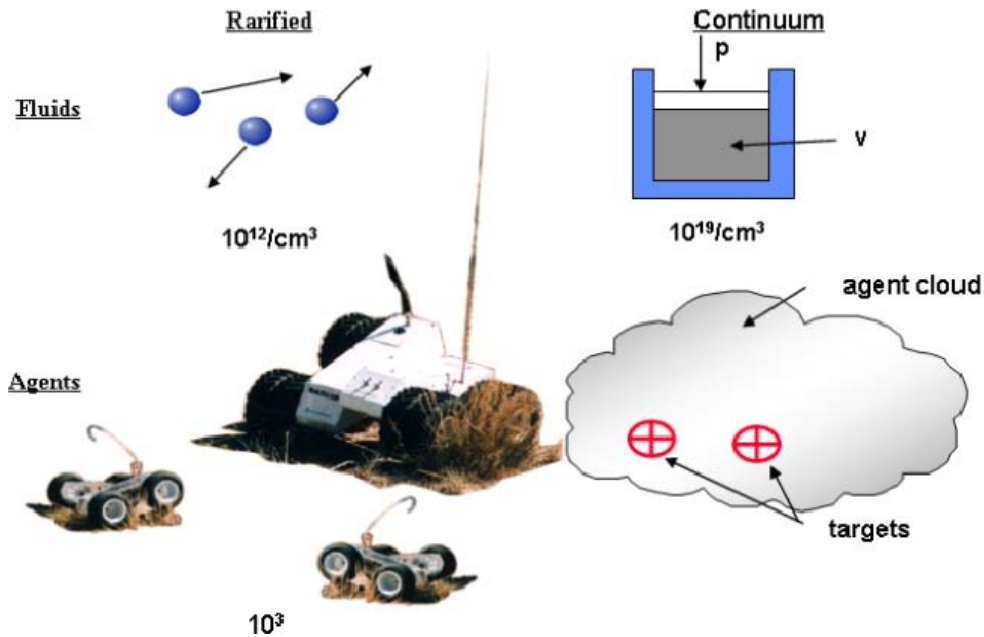 Rarified
Continuum
p
Fluids
v
10¹²/cm³
10¹⁹/cm³
agent cloud
Agents
targets
10³